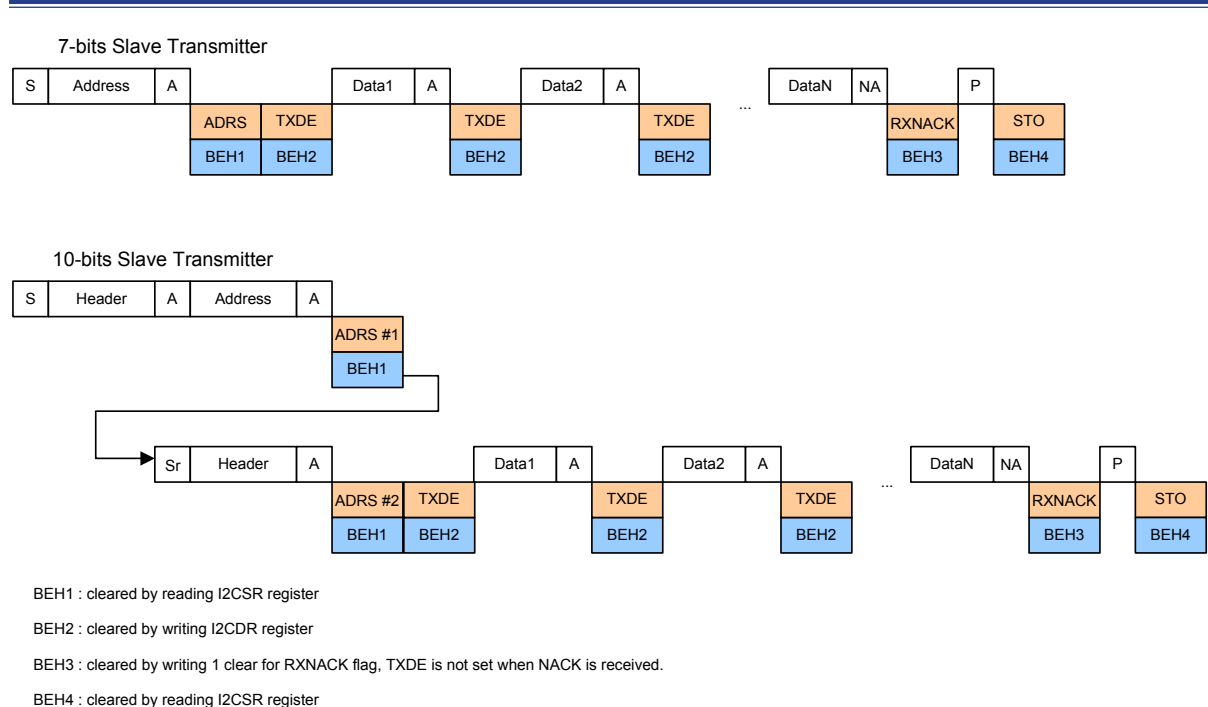 7-bits Slave Transmitter
S Address A Data1 A Data2 A ... DataN NA P
ADRS TXDE TXDE TXDE RXNACK STO
BEH1 BEH2 BEH2 BEH2 BEH3 BEH4
10-bits Slave Transmitter
S Header A Address A
ADRS #1
BEH1
Sr Header A Data1 A Data2 A ... DataN NA P
ADRS #2 TXDE TXDE TXDE RXNACK STO
BEH1 BEH2 BEH2 BEH2 BEH3 BEH4
BEH1 : cleared by reading I2CSR register
BEH2 : cleared by writing I2CDR register
BEH3 : cleared by writing 1 clear for RXNACK flag, TXDE is not set when NACK is received.
BEH4 : cleared by reading I2CSR register